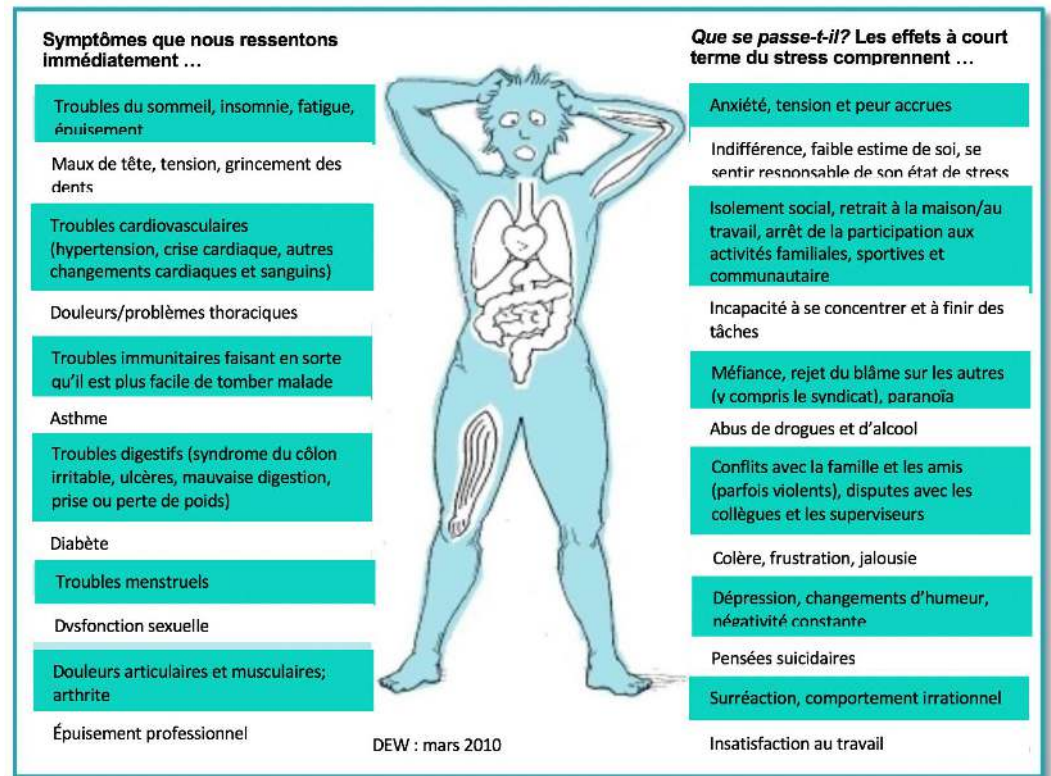 Symptômes que nous ressentons
immédiatement …
Troubles du sommeil, insomnie, fatigue,
épuisement
Maux de tête, tension, grincement des
dents
Troubles cardiovasculaires
(hypertension, crise cardiaque, autres
changements cardiaques et sanguins)
Douleurs/problèmes thoraciques
Troubles immunitaires faisant en sorte
qu’il est plus facile de tomber malade
Asthme
Troubles digestifs (syndrome du côlon
irritable, ulcères, mauvaise digestion,
prise ou perte de poids)
Diabète
Troubles menstruels
Dysfonction sexuelle
Douleurs articulaires et musculaires;
arthrite
Épuisement professionnel
DEW : mars 2010
Que se passe-t-il? Les effets à court
terme du stress comprennent …
Anxiété, tension et peur accrues
Indifférence, faible estime de soi, se
sentir responsable de son état de stress
Isolement social, retrait à la maison/au
travail, arrêt de la participation aux
activités familiales, sportives et
communautaire
Incapacité à se concentrer et à finir des
tâches
Méfiance, rejet du blâme sur les autres
(y compris le syndicat), paranoïa
Abus de drogues et d’alcool
Conflits avec la famille et les amis
(parfois violents), disputes avec les
collègues et les superviseurs
Colère, frustration, jalousie
Dépression, changements d’humeur,
négativité constante
Pensées suicidaires
Surréaction, comportement irrationnel
Insatisfaction au travail